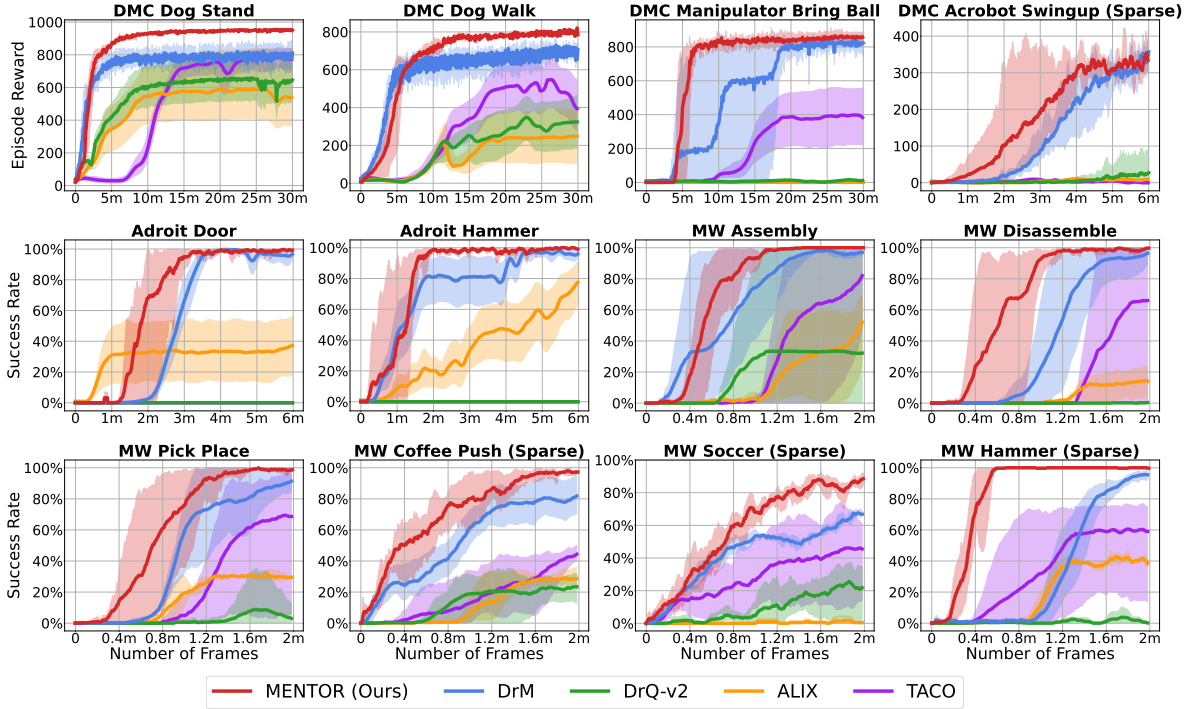 DMC Dog Stand
DMC Dog Walk
DMC Manipulator Bring Ball
DMC Acrobot Swingup (Sparse)
Episode Reward
1000
800
600
400
200
0
0 5m 10m 15m 20m 25m 30m
800
600
400
200
0
0 5m 10m 15m 20m 25m 30m
800
600
400
200
0
0 5m 10m 15m 20m 25m 30m
400
300
200
100
0
0 1m 2m 3m 4m 5m 6m
Adroit Door
Adroit Hammer
MW Assembly
MW Disassemble
Success Rate
100%
80%
60%
40%
20%
0%
0 1m 2m 3m 4m 5m 6m
100%
80%
60%
40%
20%
0%
0 1m 2m 3m 4m 5m 6m
100%
80%
60%
40%
20%
0%
0 0.4m 0.8m 1.2m 1.6m 2m
100%
80%
60%
40%
20%
0%
0 0.4m 0.8m 1.2m 1.6m 2m
MW Pick Place
MW Coffee Push (Sparse)
MW Soccer (Sparse)
MW Hammer (Sparse)
Success Rate
100%
80%
60%
40%
20%
0%
0 0.4m 0.8m 1.2m 1.6m 2m
Number of Frames
100%
80%
60%
40%
20%
0%
0 0.4m 0.8m 1.2m 1.6m 2m
Number of Frames
100%
80%
60%
40%
20%
0%
0 0.4m 0.8m 1.2m 1.6m 2m
Number of Frames
100%
80%
60%
40%
20%
0%
0 0.4m 0.8m 1.2m 1.6m 2m
Number of Frames
MENTOR (Ours) DrM DrQ-v2 ALIX TACO